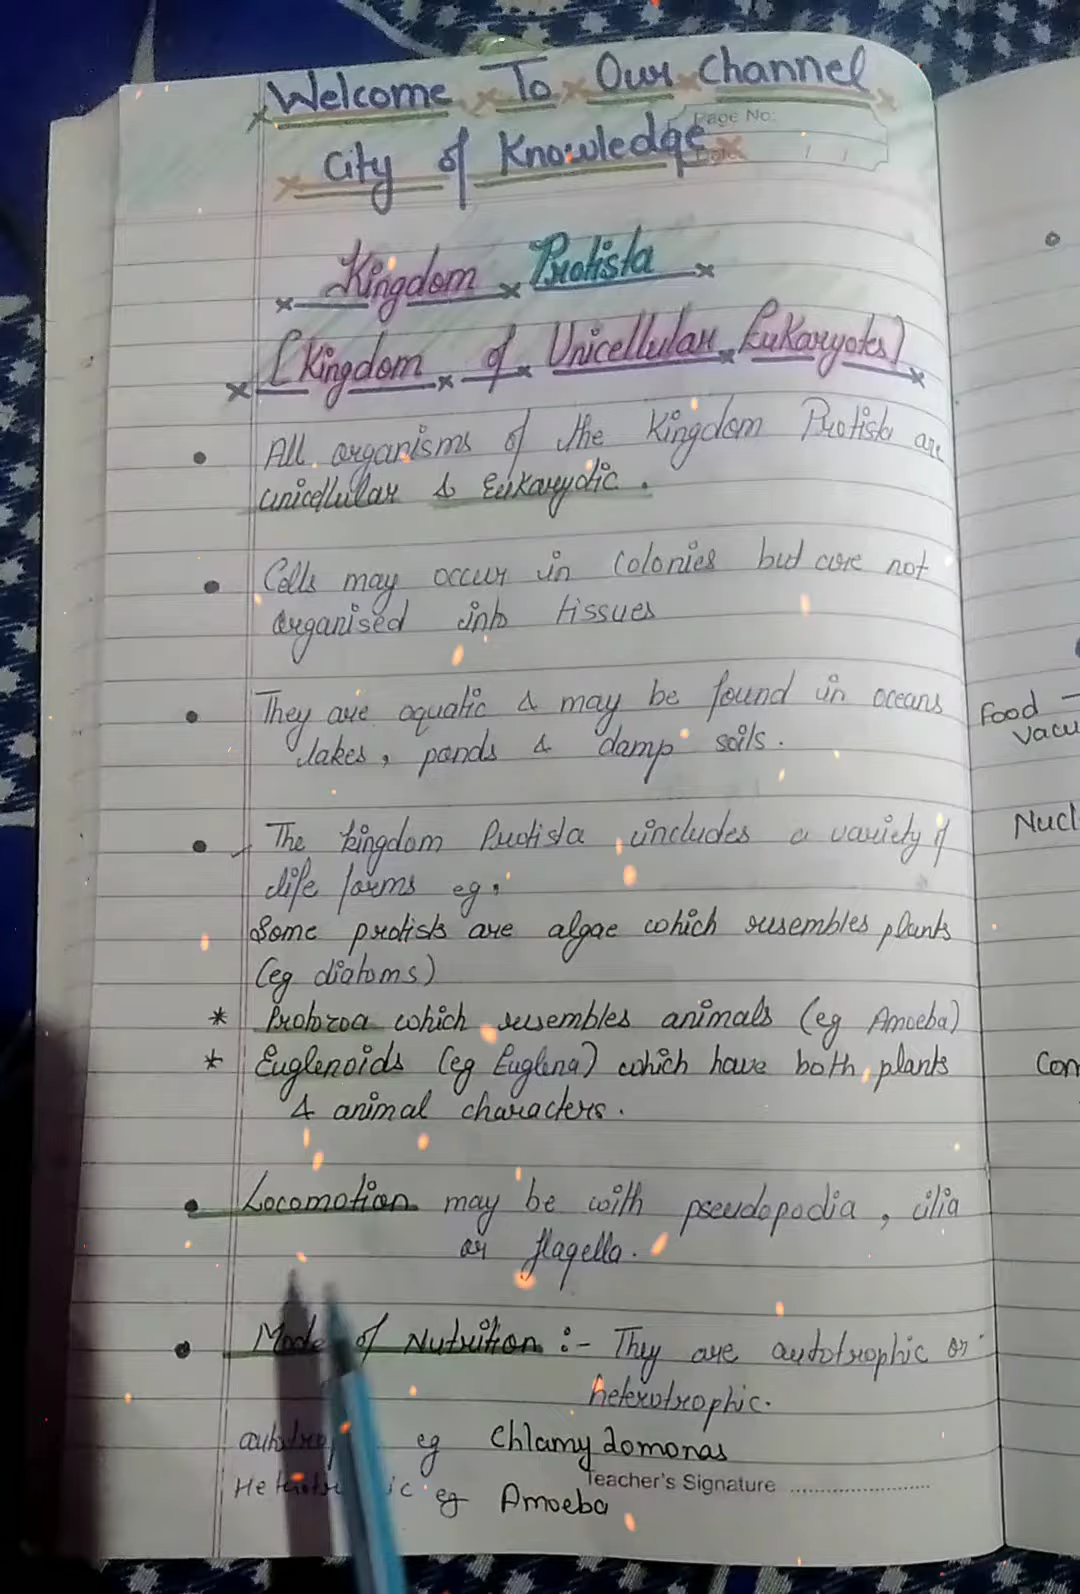 Welcome To Our Channel
Page No:
City of Knowledge
Date: / /
Kingdom Protista
(Kingdom of Unicellular Eukaryotes)
All organisms of the Kingdom Protista are
unicellular & Eukaryotic.
Cells may occur in Colonies but are not
organised into tissues
They are aquatic & may be found in oceans
lakes, ponds & damp soils.
The kingdom Protista includes a variety of
life forms eg,
Some protists are algae which resembles plants
(eg diatoms)
* Protozoa which resembles animals (eg Amoeba)
* Euglenoids (eg Euglena) which have both plants
& animal characters.
Locomotion may be with pseudopodia, cilia
or flagella.
Mode of Nutrition :- They are autotrophic or
heterotrophic.
eg Chlamydomonas
Teacher's Signature
eg Amoeba
Food
Vacu
Nucl
Con